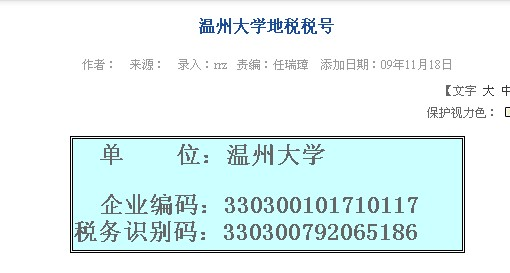 温州大学地税税号
作者： 来源： 录入：rrz 责编：任瑞璋 添加日期：09年11月18日
【文字 大
保护视力色：
单 位：温州大学
企业编码：330300101710117
税务识别码：330300792065186